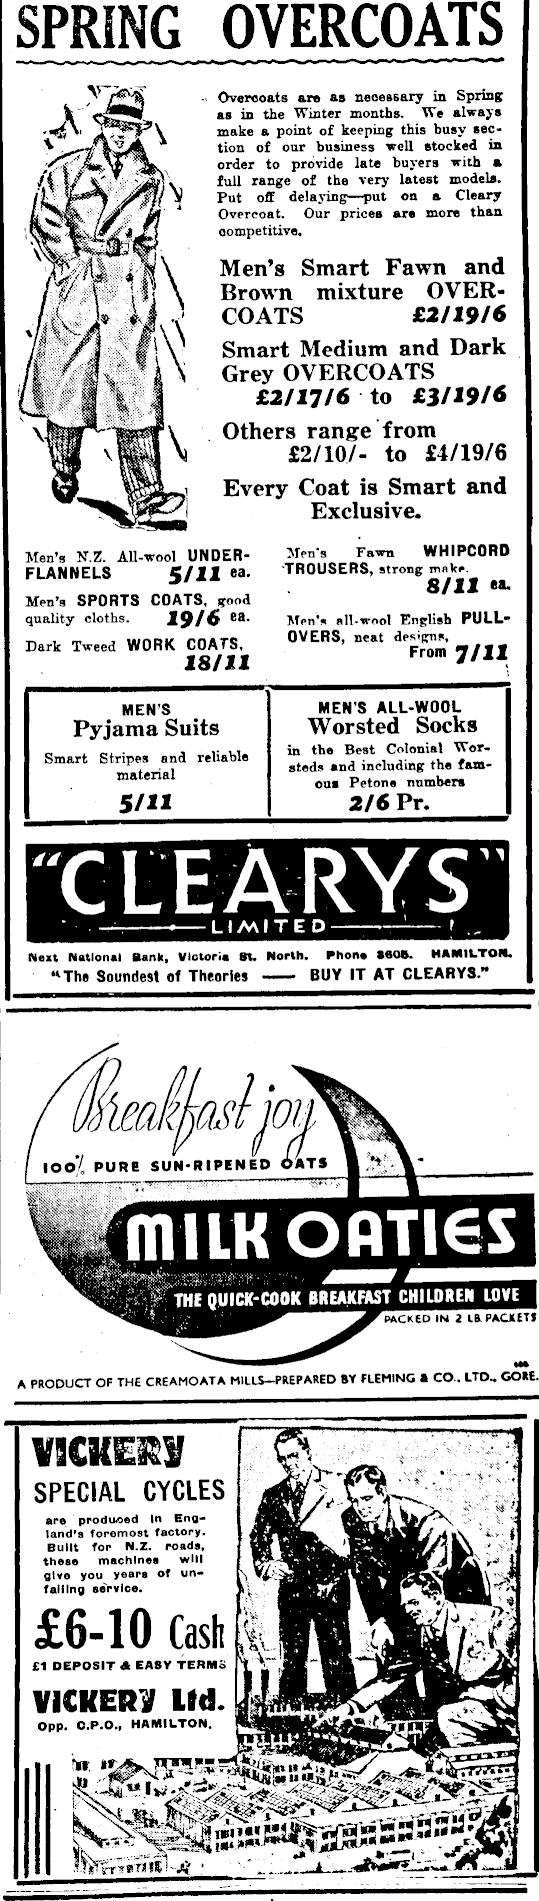 SPRING OVERCOATS
Overcoats are as necessary in Spring
as in the Winter months. We always
make a point of keeping this busy sec-
tion of our business well stocked in
order to provide late buyers with a
full range of the very latest models.
Put off delaying—put on a Cleary
Overcoat. Our prices are more than
competitive.
Men's Smart Fawn and
Brown mixture OVER-
COATS £2/19/6
Smart Medium and Dark
Grey OVERCOATS
£2/17/6 to £3/19/6
Others range from
£2/10/- to £4/19/6
Every Coat is Smart and
Exclusive.
Men's N.Z. All-wool UNDER-
FLANNELS 5/11 ea.
Men's SPORTS COATS, good
quality cloths. 19/6 ea.
Dark Tweed WORK COATS,
18/11
Men's Fawn WHIPCORD
TROUSERS, strong make.
8/11 ea.
Men's all-wool English PULL-
OVERS, neat designs,
From 7/11
MEN'S
Pyjama Suits
Smart Stripes and reliable
material
5/11
MEN'S ALL-WOOL
Worsted Socks
in the Best Colonial Wor-
steds and including the fam-
ous Petone numbers
2/6 Pr.
"CLEARYS"
LIMITED
Next National Bank, Victoria St. North. Phone 3605. HAMILTON.
"The Soundest of Theories — BUY IT AT CLEARYS."
Breakfast joy
100% PURE SUN-RIPENED OATS
MILK OATIES
THE QUICK-COOK BREAKFAST CHILDREN LOVE
PACKED IN 2 LB. PACKETS
A PRODUCT OF THE CREAMOATA MILLS—PREPARED BY FLEMING & CO., LTD., GORE.
VICKERY
SPECIAL CYCLES
are produced in Eng-
land's foremost factory.
Built for N.Z. roads,
these machines will
give you years of un-
failing service.
£6-10 Cash
£1 DEPOSIT & EASY TERMS
VICKERY Ltd.
Opp. C.P.O., HAMILTON.